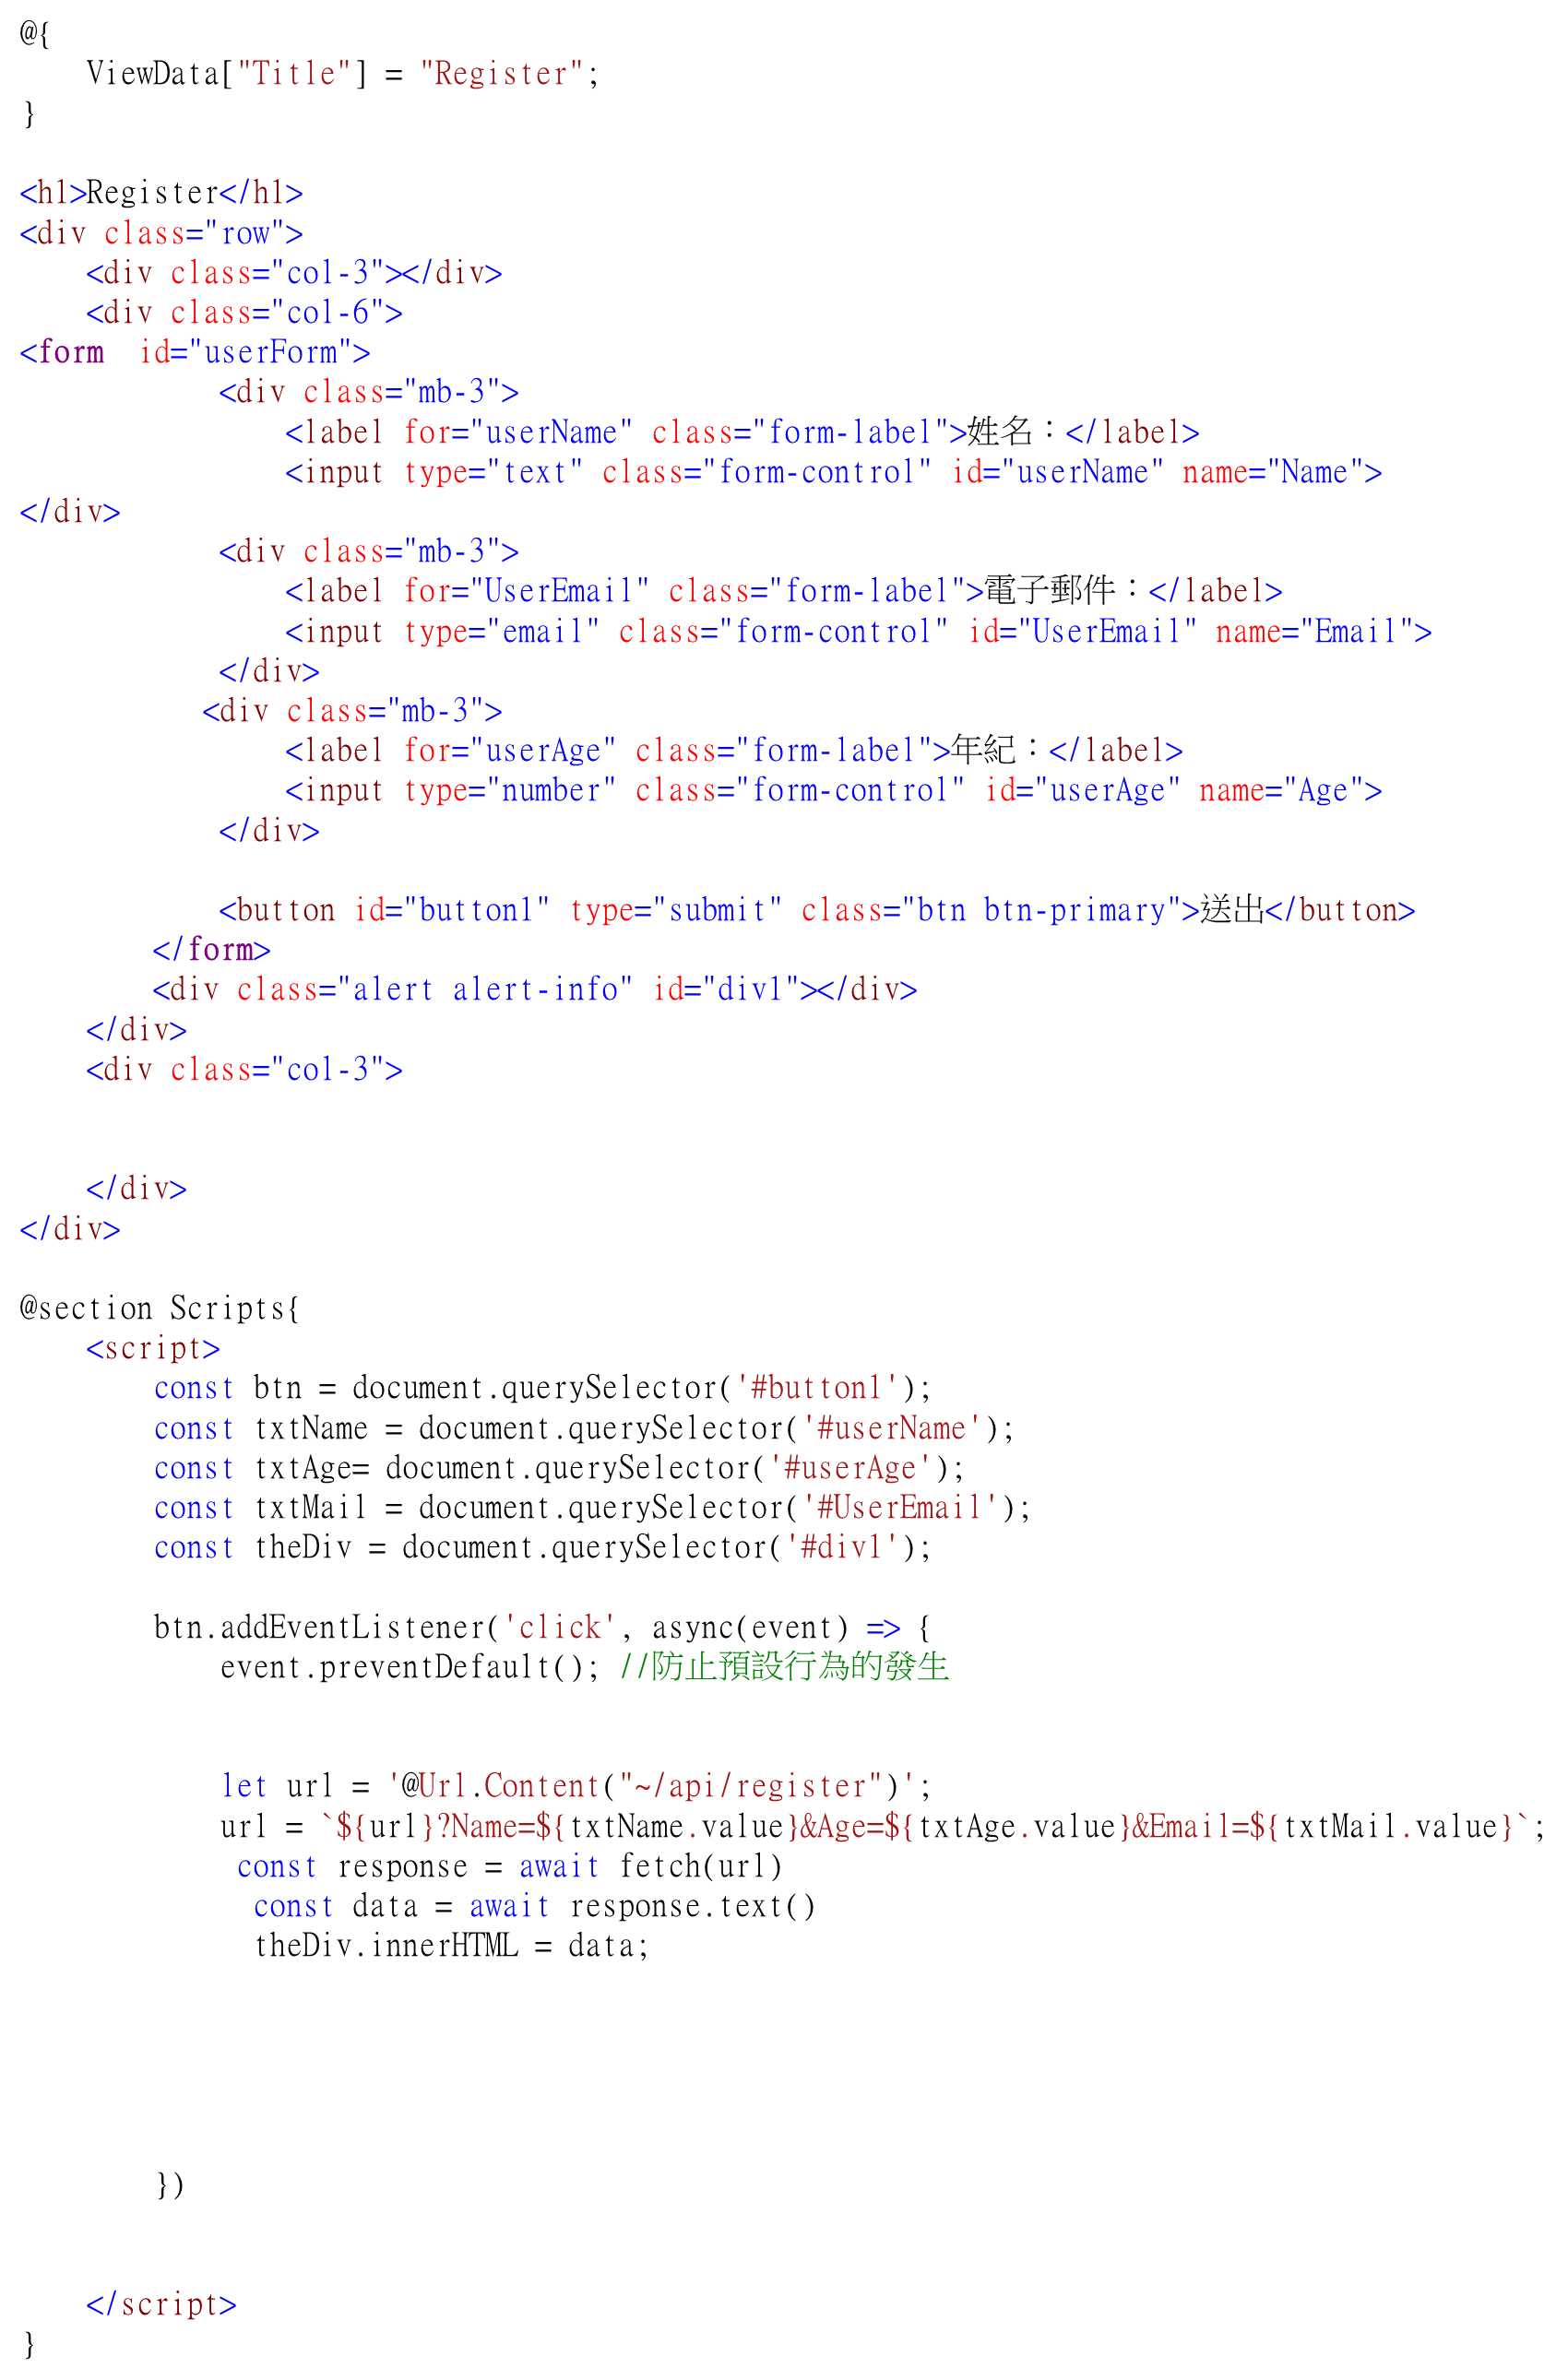 @{
    ViewData["Title"] = "Register";
}
<h1>Register</h1>
<div class="row">
    <div class="col-3"></div>
    <div class="col-6">
<form  id="userForm">
            <div class="mb-3">
                <label for="userName" class="form-label">姓名：</label>
                <input type="text" class="form-control" id="userName" name="Name">
</div>
            <div class="mb-3">
                <label for="UserEmail" class="form-label">電子郵件：</label>
                <input type="email" class="form-control" id="UserEmail" name="Email">
            </div>
           <div class="mb-3">
                <label for="userAge" class="form-label">年紀：</label>
                <input type="number" class="form-control" id="userAge" name="Age">
            </div>
            <button id="button1" type="submit" class="btn btn-primary">送出</button>
        </form>
        <div class="alert alert-info" id="div1"></div>
    </div>
    <div class="col-3">
    </div>
</div>
@section Scripts{
    <script>
        const btn = document.querySelector('#button1');
        const txtName = document.querySelector('#userName');
        const txtAge= document.querySelector('#userAge');
        const txtMail = document.querySelector('#UserEmail');
        const theDiv = document.querySelector('#div1');
        btn.addEventListener('click', async(event) => {
            event.preventDefault(); //防止預設行為的發生
            let url = '@Url.Content("~/api/register")';
            url = `${url}?Name=${txtName.value}&Age=${txtAge.value}&Email=${txtMail.value}`;
             const response = await fetch(url)
              const data = await response.text()
              theDiv.innerHTML = data;
        })
    </script>
}